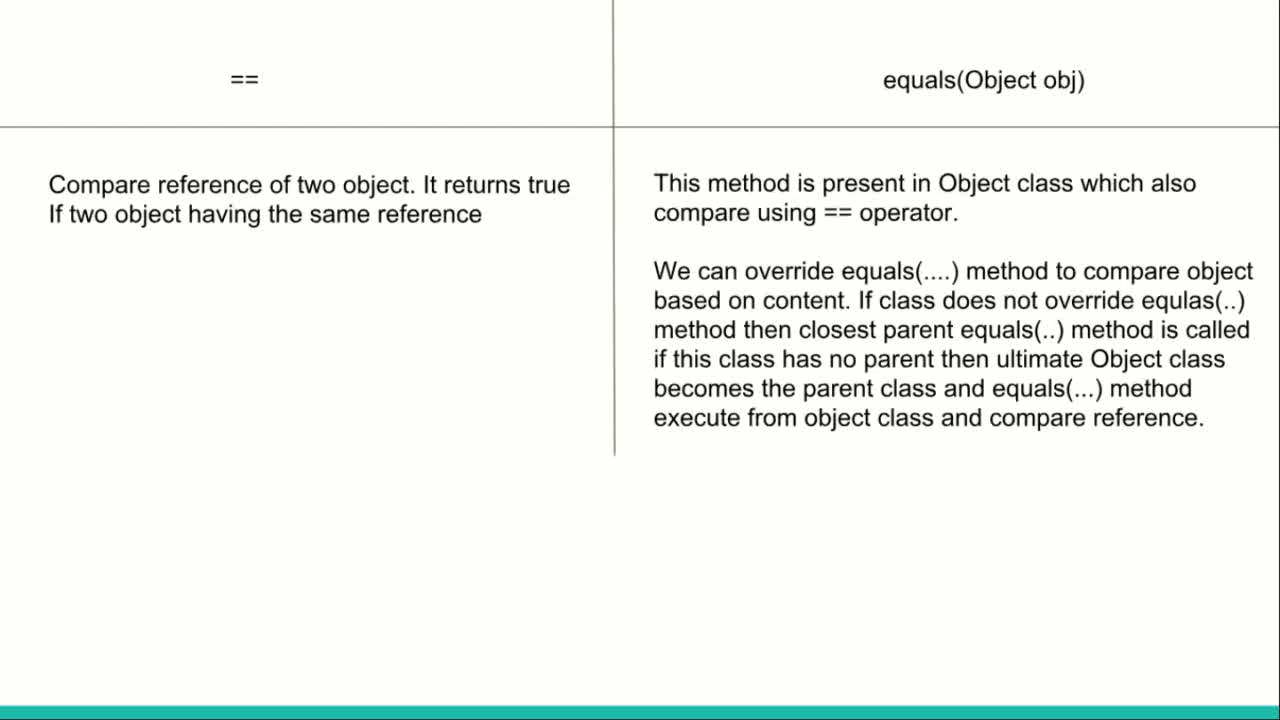 ==
equals(Object obj)
Compare reference of two object. It returns true
If two object having the same reference
This method is present in Object class which also
compare using == operator.
We can override equals(....) method to compare object
based on content. If class does not override equlas(..)
method then closest parent equals(..) method is called
if this class has no parent then ultimate Object class
becomes the parent class and equals(...) method
execute from object class and compare reference.